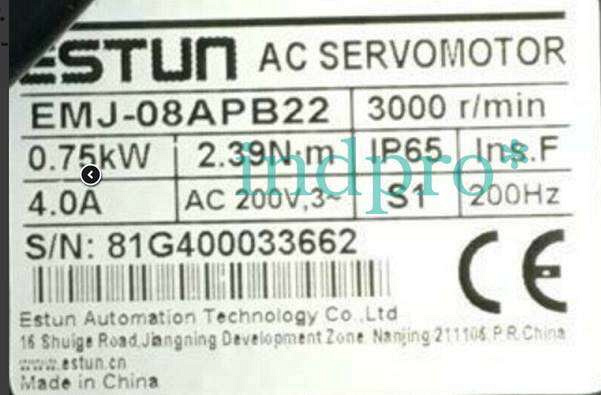 ESTUN AC SERVOMOTOR
EMJ-08APB22 3000 r/min
0.75kW 2.39N·m IP65 Ins.F
indpro*
4.0A AC 200V,3~ S1 200Hz
S/N: 81G400033662
CE
Estun Automation Technology Co.,Ltd
16 Shuige Road,Jiangning Development Zone, Nanjing 211106, P.R.China
www.estun.cn
Made in China